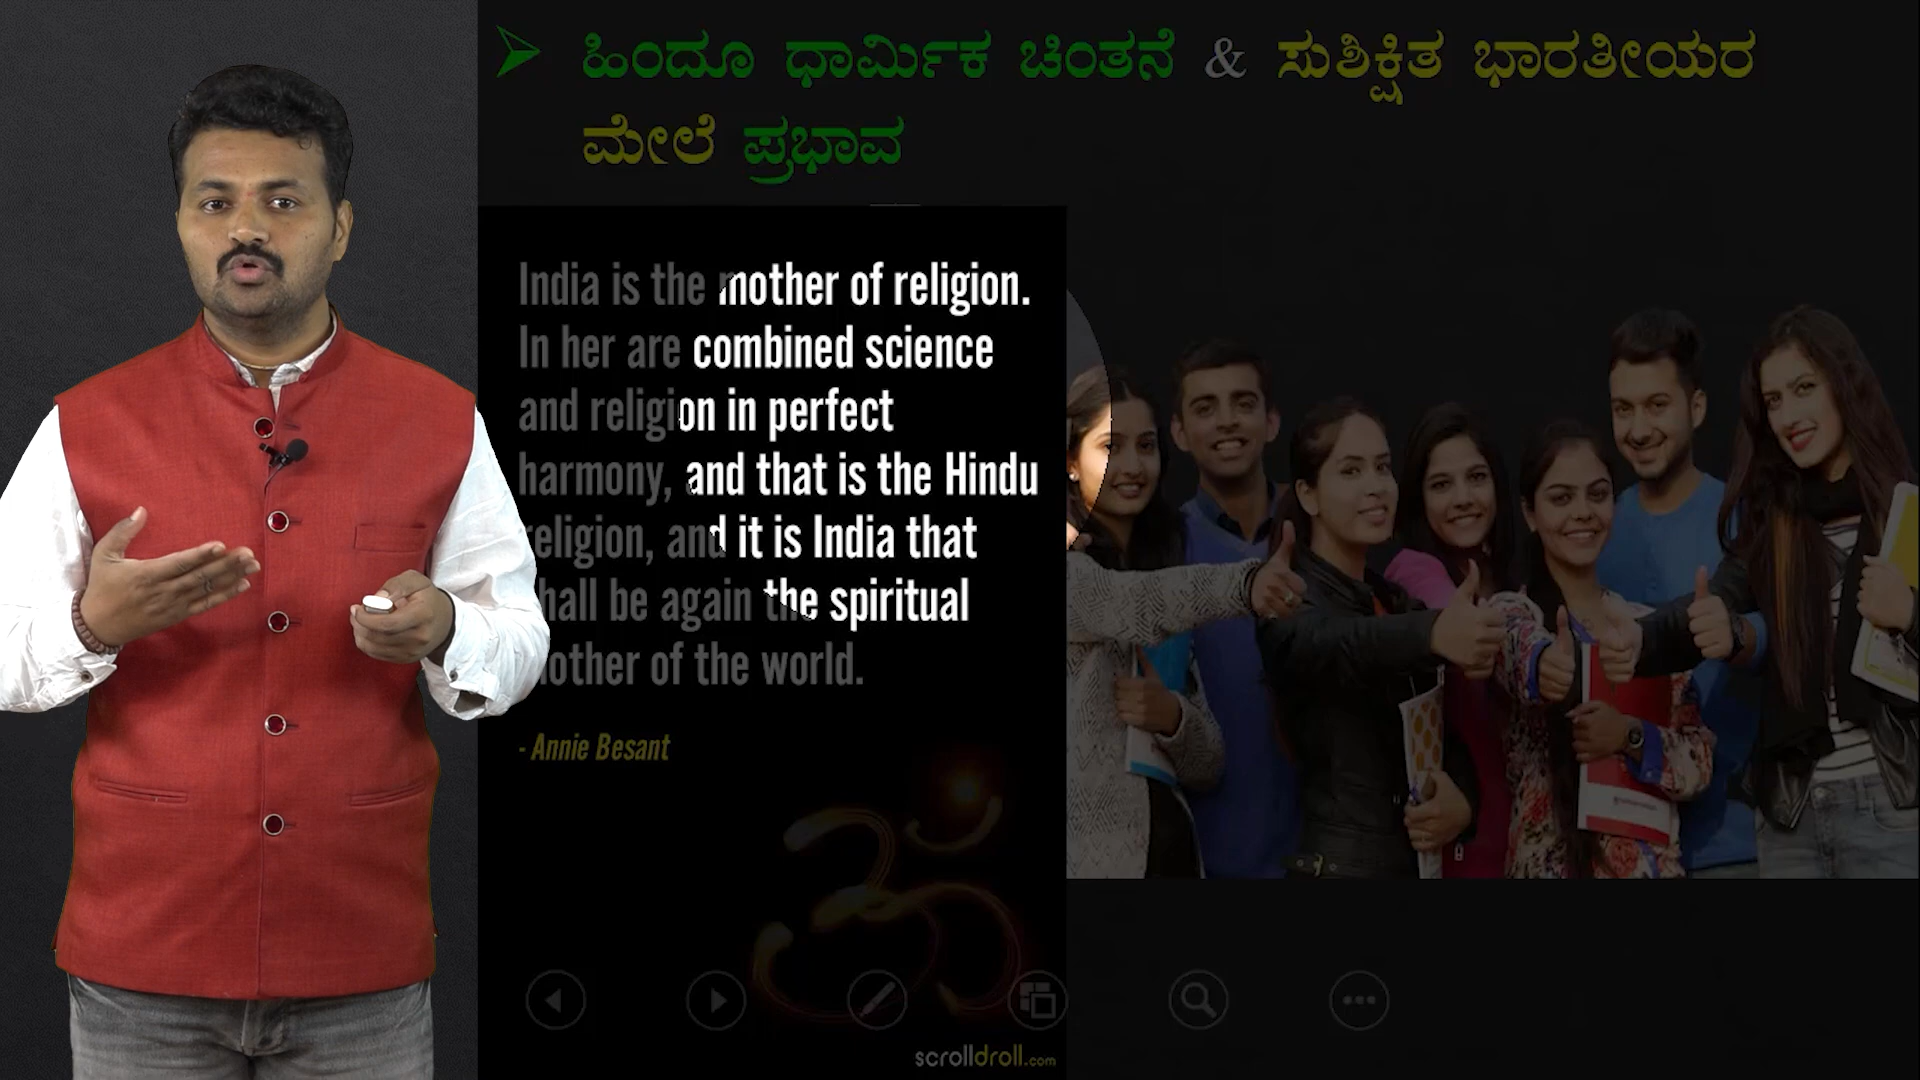 ಹಿಂದೂ ಧಾರ್ಮಿಕ ಚಿಂತನೆ & ಸುಶಿಕ್ಷಿತ ಭಾರತೀಯರ
ಮೇಲೆ ಪ್ರಭಾವ
India is the mother of religion.
In her are combined science
and religion in perfect
harmony, and that is the Hindu
religion, and it is India that
shall be again the spiritual
mother of the world.
- Annie Besant
scrolldroll.com